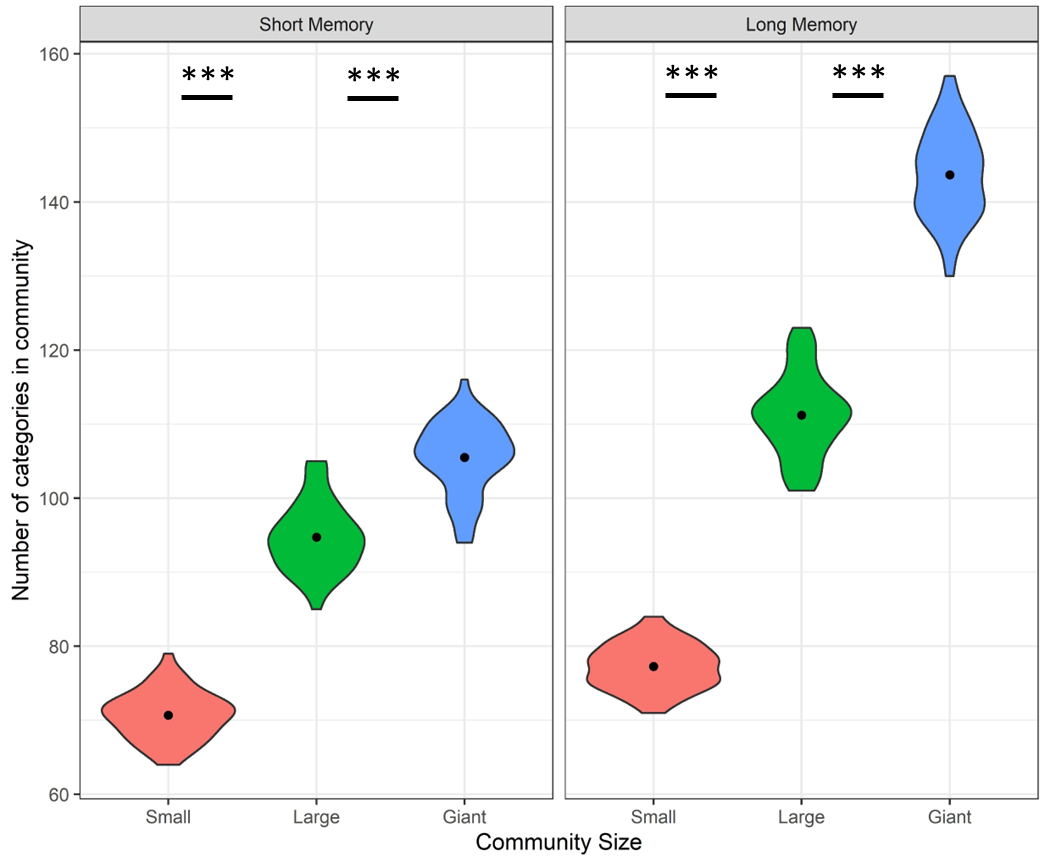 Short Memory
Long Memory
*** ***
*** ***
160
140
120
100
80
60
Number of categories in community
Small Large Giant
Small Large Giant
Community Size